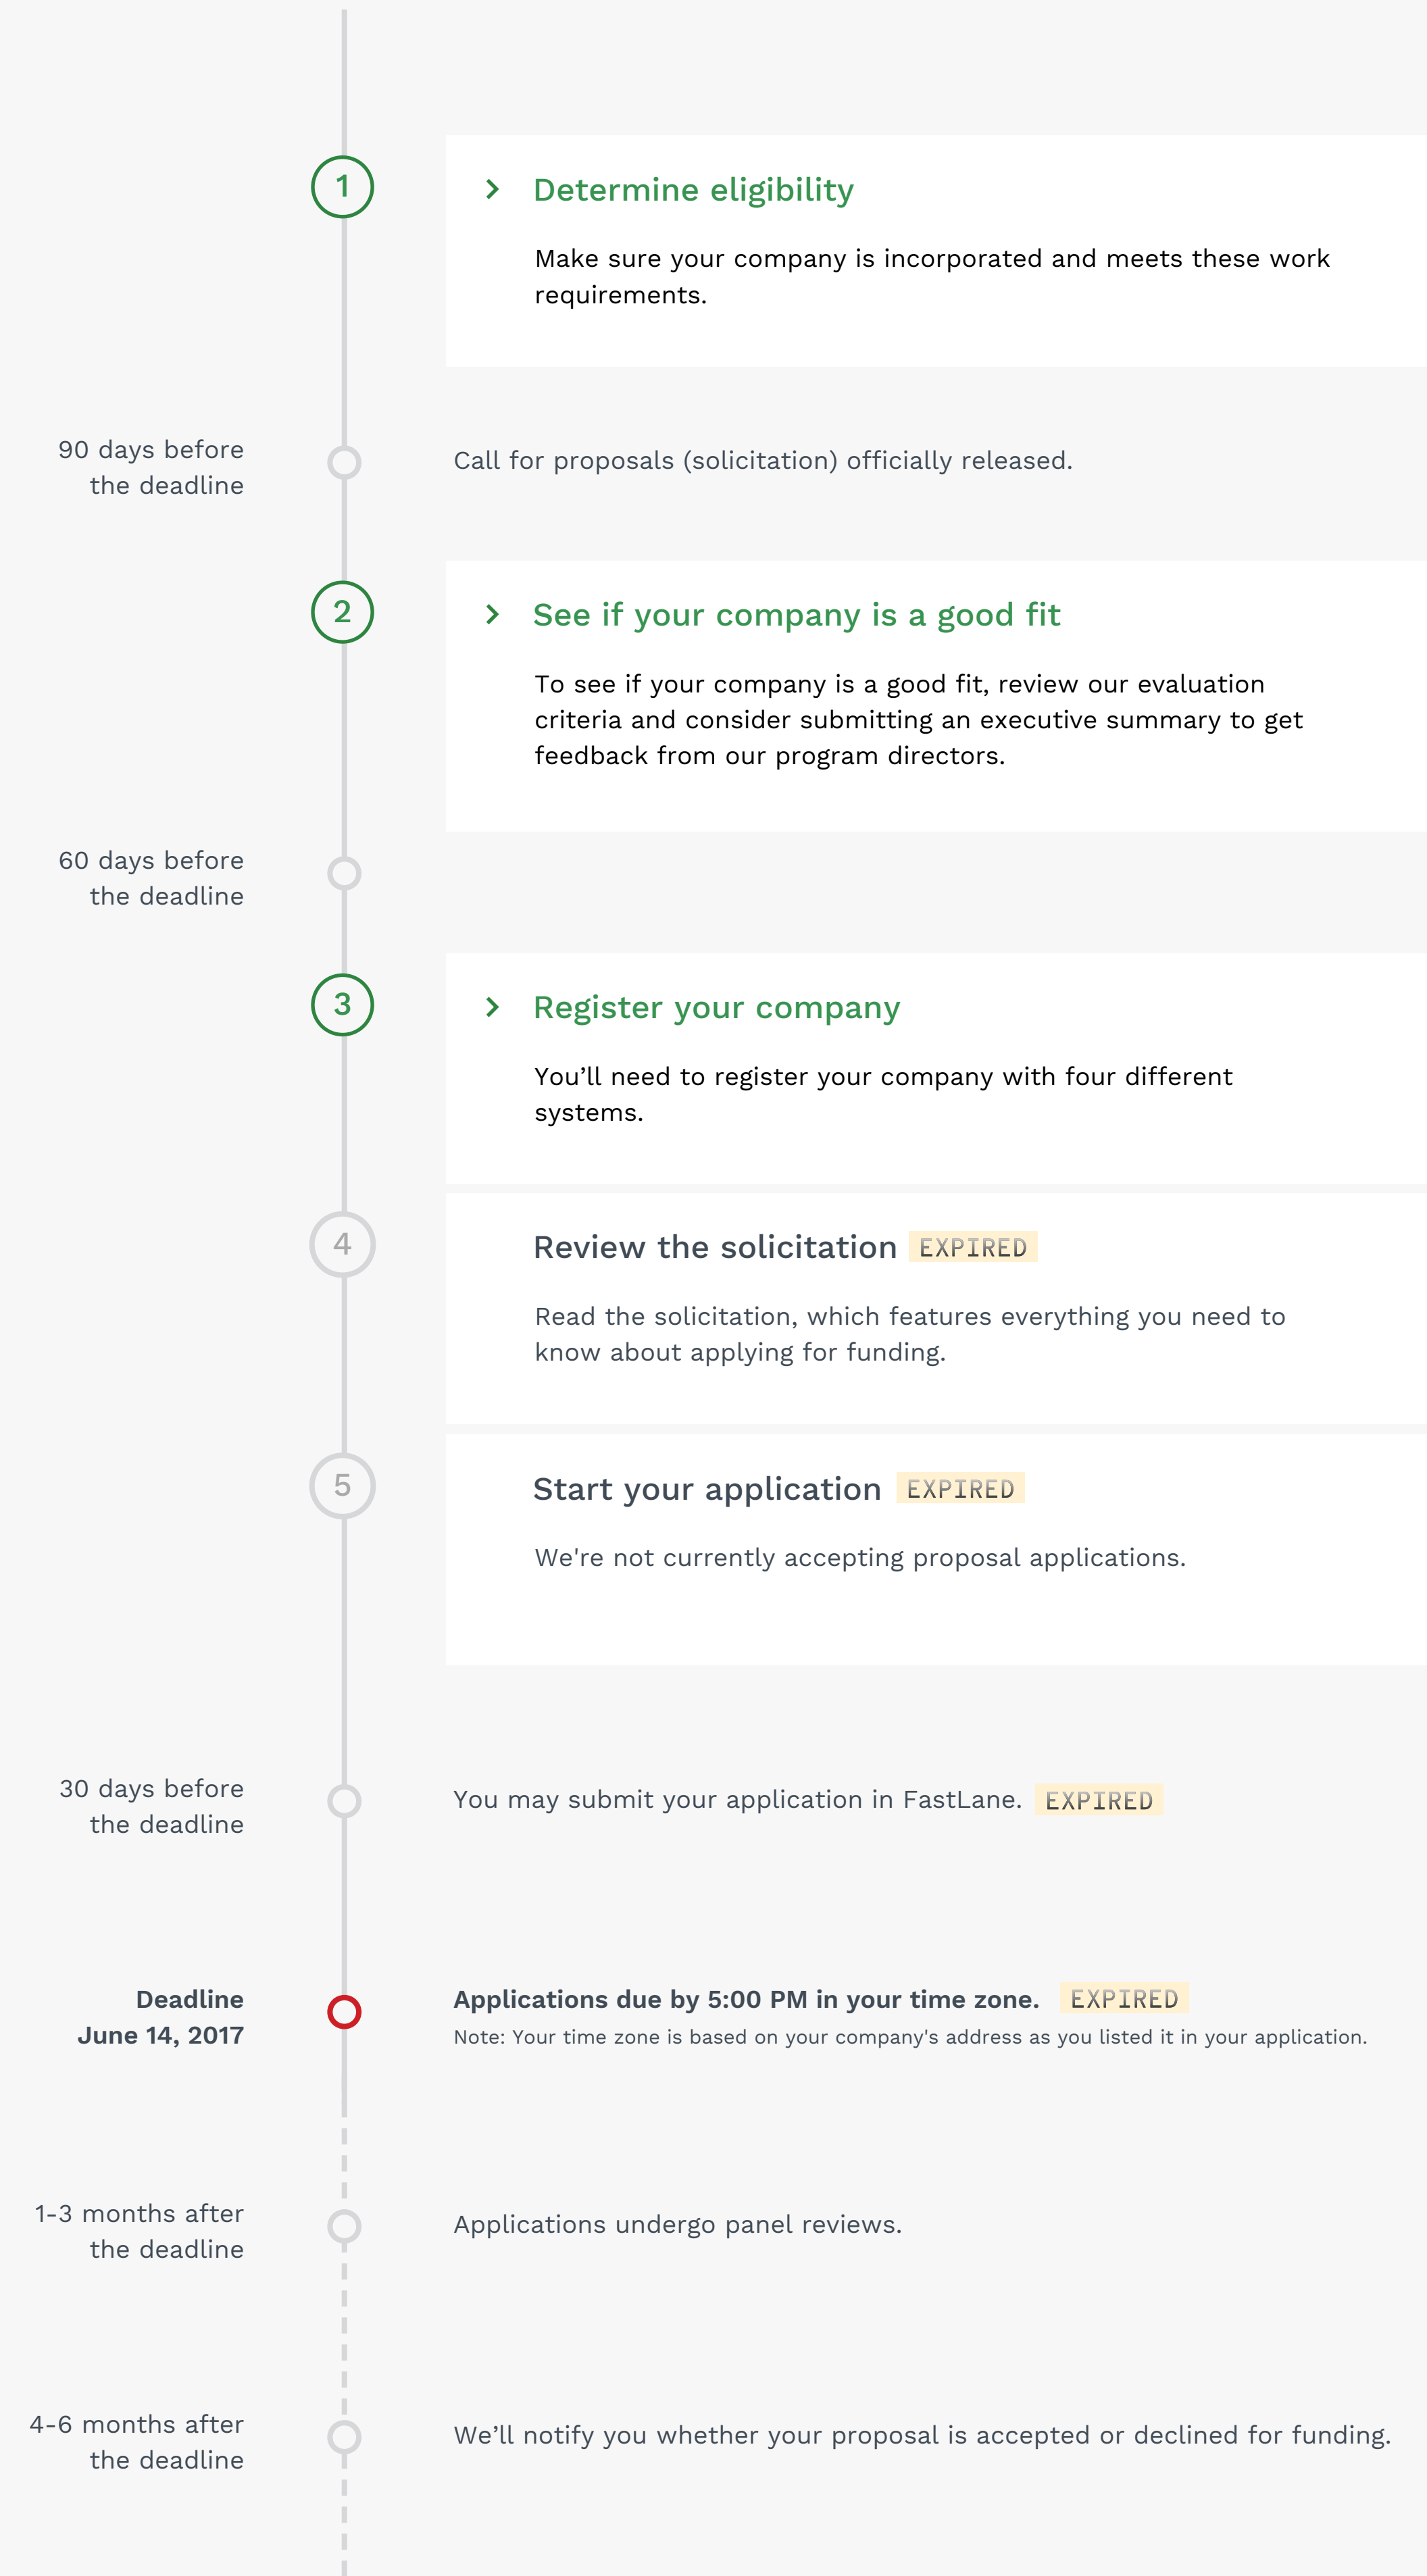 1
Determine eligibility
Make sure your company is incorporated and meets these work
requirements.
90 days before
the deadline
Call for proposals (solicitation) officially released.
2
See if your company is a good fit
To see if your company is a good fit, review our evaluation
criteria and consider submitting an executive summary to get
feedback from our program directors.
60 days before
the deadline
3
Register your company
You’ll need to register your company with four different
systems.
4
Review the solicitation EXPIRED
Read the solicitation, which features everything you need to
know about applying for funding.
5
Start your application EXPIRED
We're not currently accepting proposal applications.
30 days before
the deadline
You may submit your application in FastLane. EXPIRED
Deadline
June 14, 2017
Applications due by 5:00 PM in your time zone. EXPIRED
Note: Your time zone is based on your company's address as you listed it in your application.
1-3 months after
the deadline
Applications undergo panel reviews.
4-6 months after
the deadline
We’ll notify you whether your proposal is accepted or declined for funding.